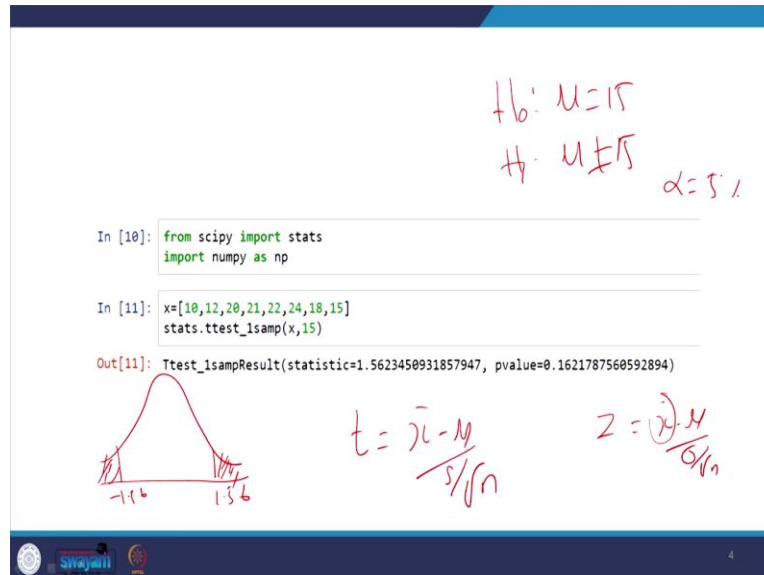 H₀: μ=15
H₁: μ≠15
α=5%
In [10]: from scipy import stats
import numpy as np
In [11]: x=[10,12,20,21,22,24,18,15]
stats.ttest_1samp(x,15)
Out[11]: Ttest_1sampResult(statistic=1.5623450931857947, pvalue=0.1621787560592894)
t = x̄-μ
s/√n
Z = x̄-μ
σ/√n
-1.56 1.56
swayam
4